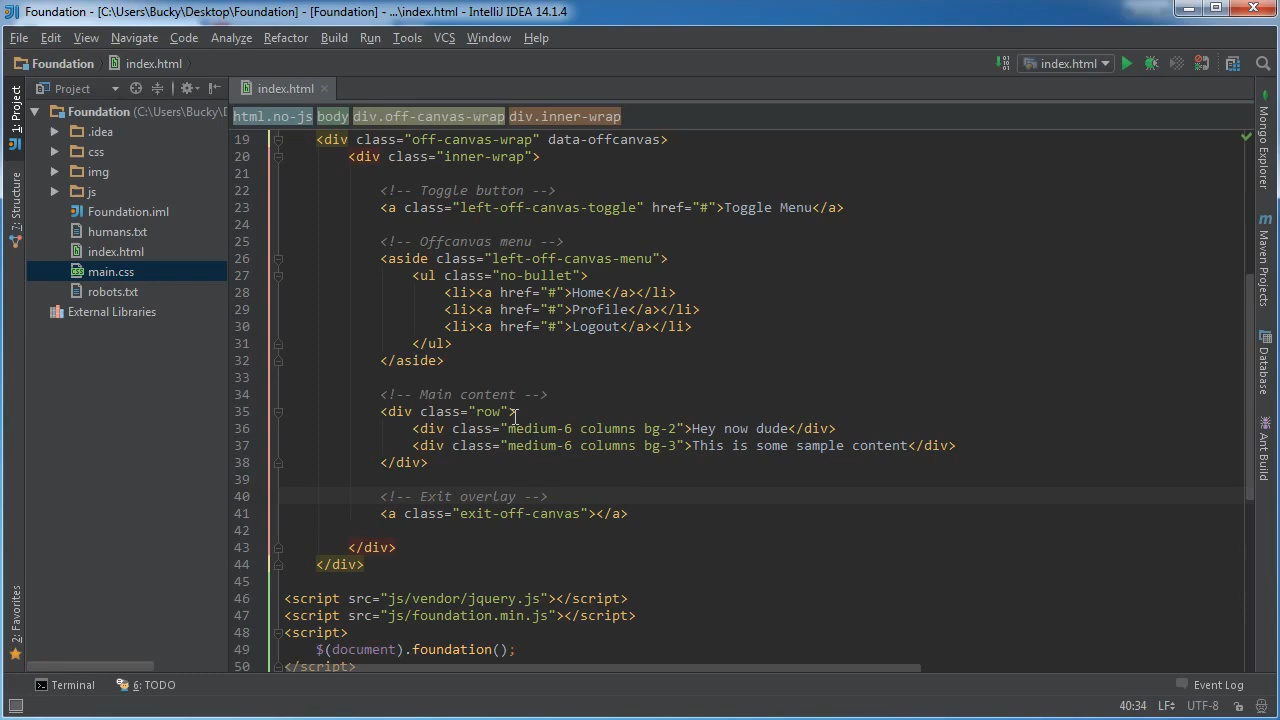 Foundation - [C:\Users\Bucky\Desktop\Foundation] - [Foundation] - ...\index.html - IntelliJ IDEA 14.1.4
File Edit View Navigate Code Analyze Refactor Build Run Tools VCS Window Help
Foundation index.html index.html
Project index.html
1: Project
7: Structure
2: Favorites
Foundation (C:\Users\Bucky\D
.idea
css
img
js
Foundation.iml
humans.txt
index.html
main.css
robots.txt
External Libraries
html.no-js body div.off-canvas-wrap div.inner-wrap
19 <div class="off-canvas-wrap" data-offcanvas>
20 <div class="inner-wrap">
21
22 <!-- Toggle button -->
23 <a class="left-off-canvas-toggle" href="#">Toggle Menu</a>
24
25 <!-- Offcanvas menu -->
26 <aside class="left-off-canvas-menu">
27 <ul class="no-bullet">
28 <li><a href="#">Home</a></li>
29 <li><a href="#">Profile</a></li>
30 <li><a href="#">Logout</a></li>
31 </ul>
32 </aside>
33
34 <!-- Main content -->
35 <div class="row">
36 <div class="medium-6 columns bg-2">Hey now dude</div>
37 <div class="medium-6 columns bg-3">This is some sample content</div>
38 </div>
39
40 <!-- Exit overlay -->
41 <a class="exit-off-canvas"></a>
42
43 </div>
44 </div>
45
46 <script src="js/vendor/jquery.js"></script>
47 <script src="js/foundation.min.js"></script>
48 <script>
49 $(document).foundation();
50 </script>
Mongo Explorer
Maven Projects
Database
Ant Build
Terminal 6: TODO Event Log
40:34 LF UTF-8